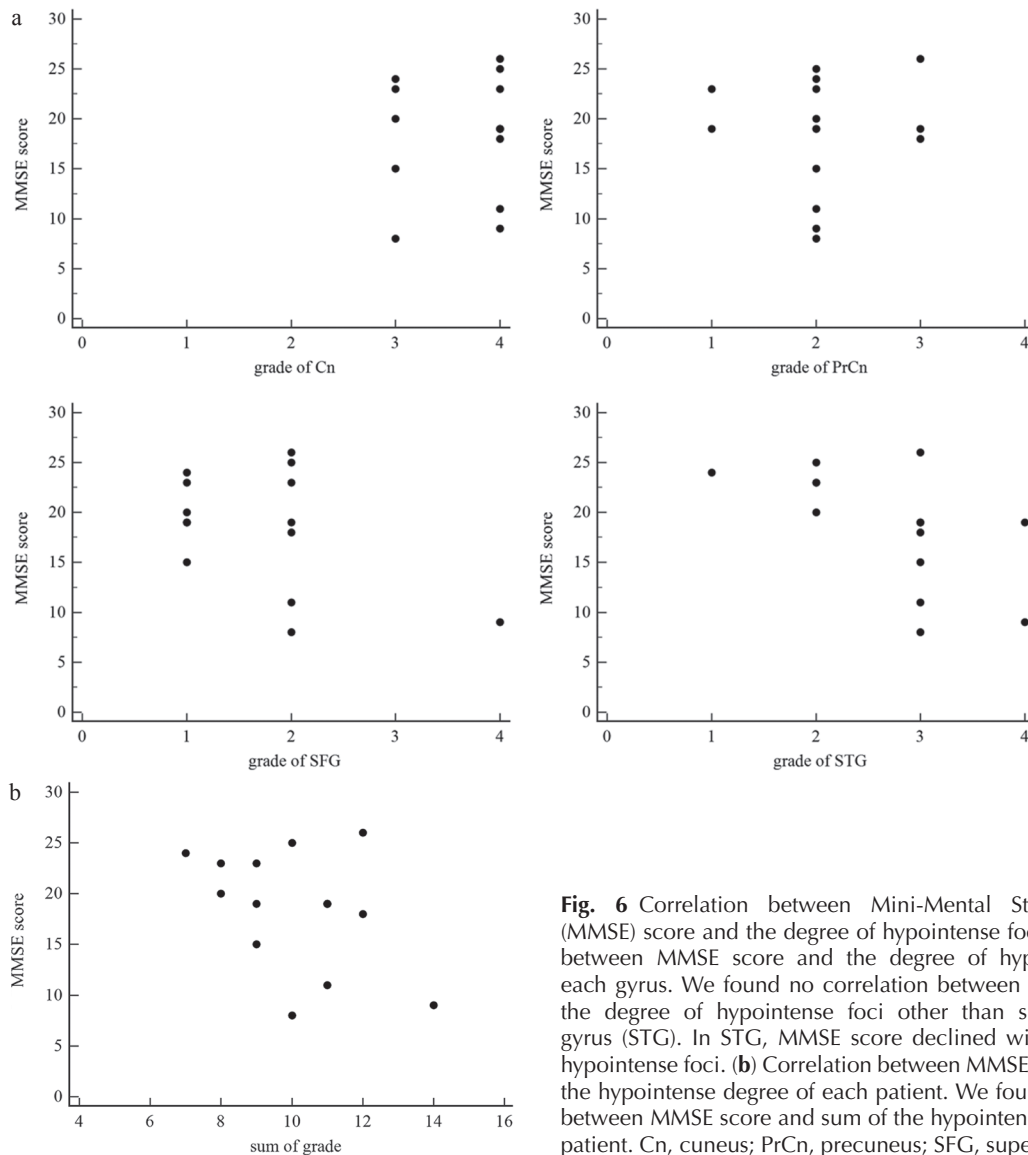 a
30
25
20
15
10
5
0
MMSE score
0 1 2 3 4
grade of Cn
30
25
20
15
10
5
0
MMSE score
0 1 2 3 4
grade of PrCn
30
25
20
15
10
5
0
MMSE score
0 1 2 3 4
grade of SFG
30
25
20
15
10
5
0
MMSE score
0 1 2 3 4
grade of STG
b
30
25
20
15
10
5
0
MMSE score
4 6 8 10 12 14 16
sum of grade
Fig. 6 Correlation between Mini-Mental St
(MMSE) score and the degree of hypointense foc
between MMSE score and the degree of hyp
each gyrus. We found no correlation between
the degree of hypointense foci other than s
gyrus (STG). In STG, MMSE score declined wi
hypointense foci. (b) Correlation between MMSE
the hypointense degree of each patient. We fou
between MMSE score and sum of the hypointen
patient. Cn, cuneus; PrCn, precuneus; SFG, supe